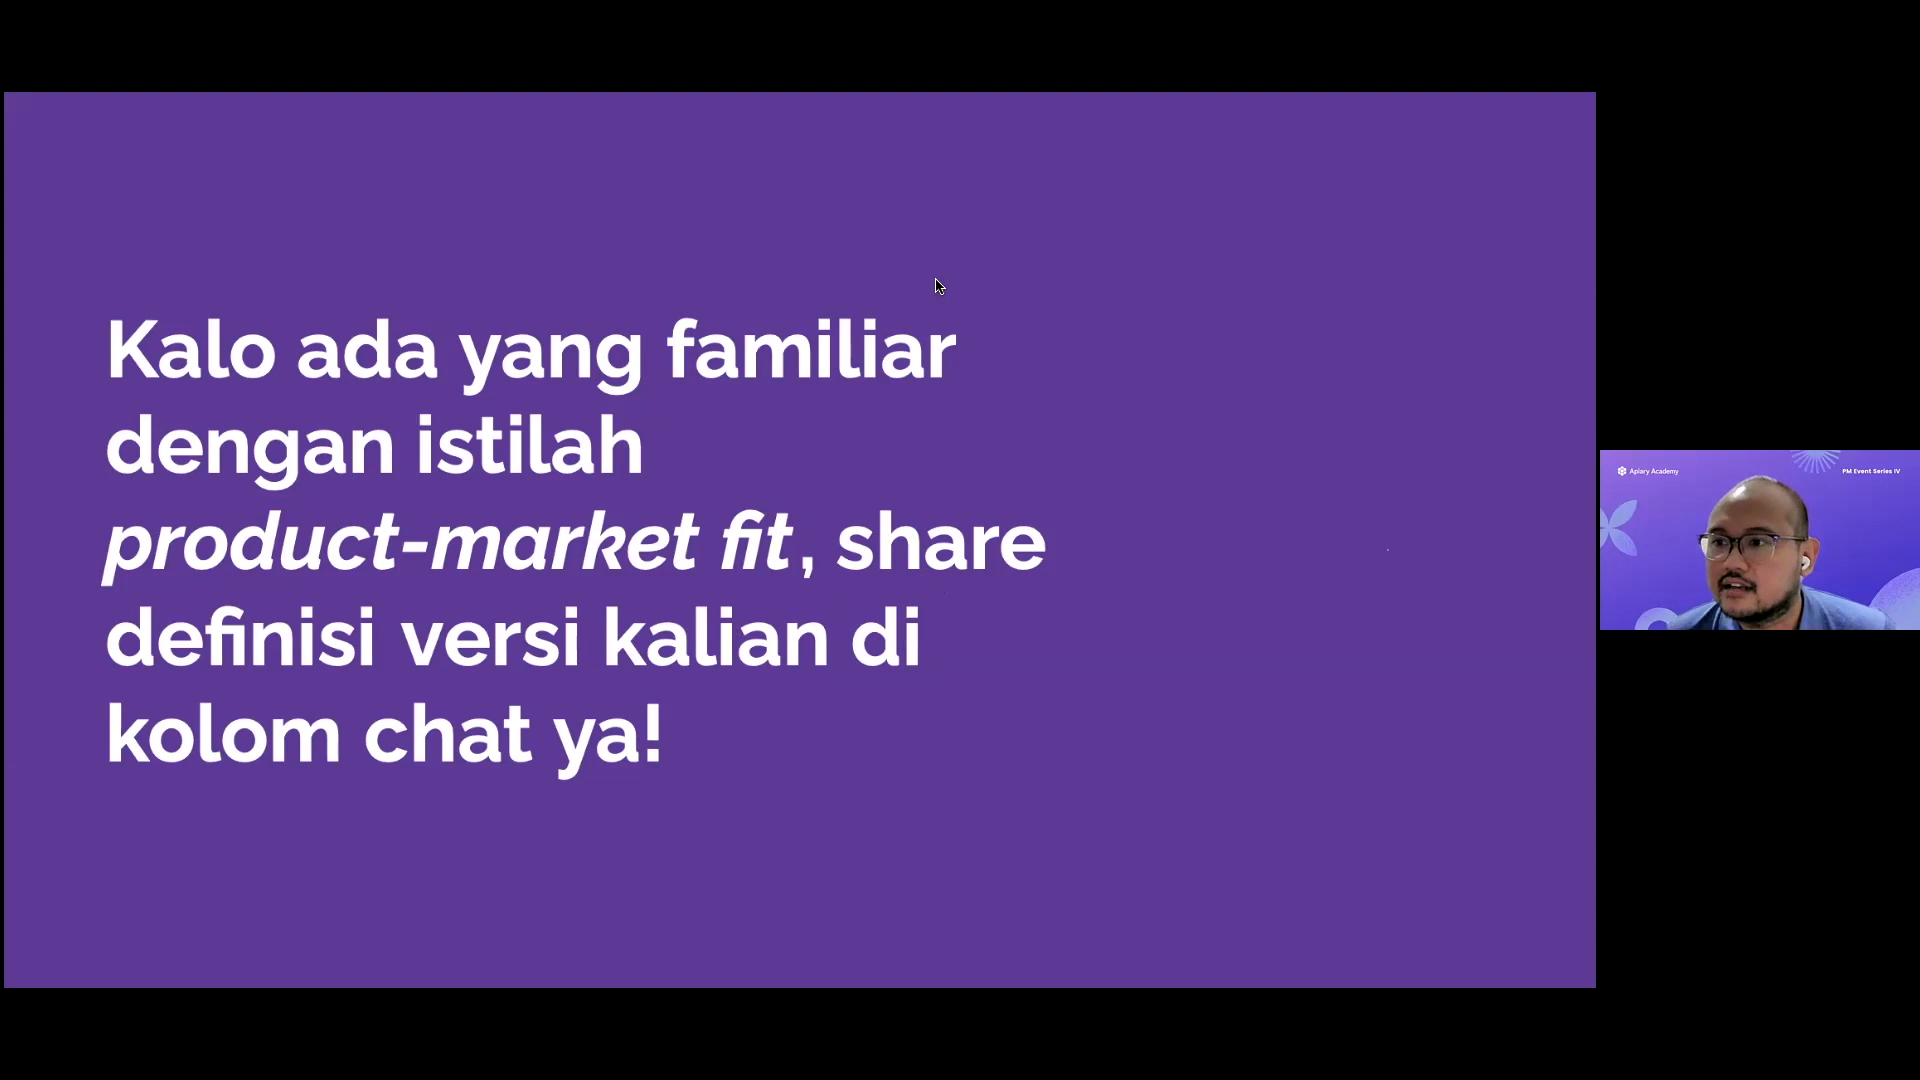 Kalo ada yang familiar
dengan istilah
product-market fit, share
definisi versi kalian di
kolom chat ya!
Apiary Academy
PM Event Series IV